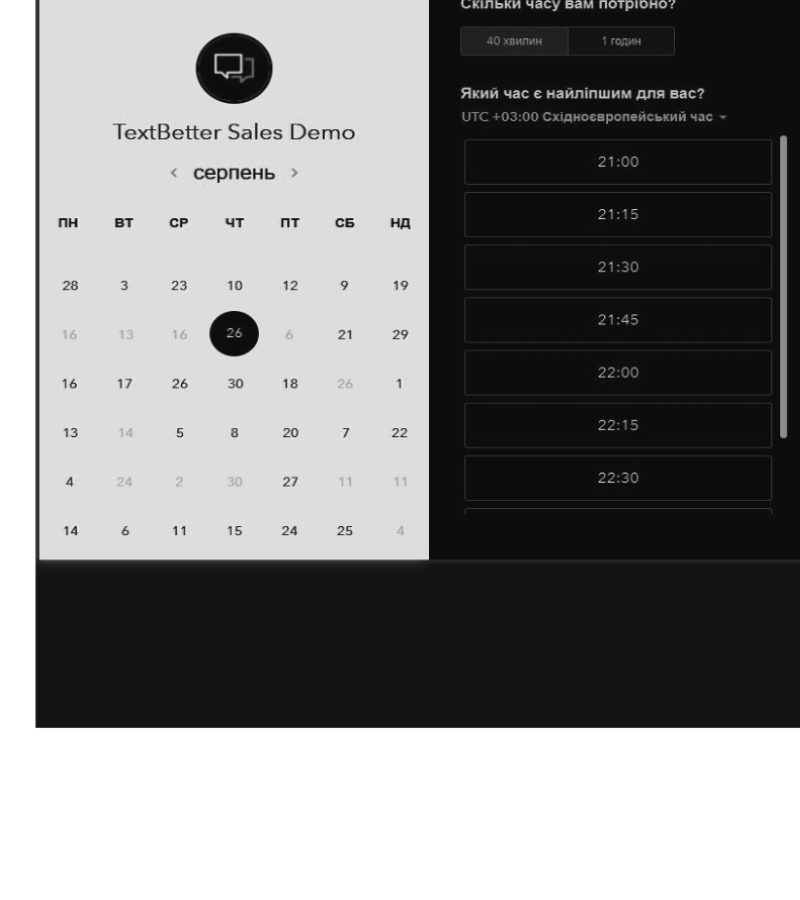 TextBetter Sales Demo
серпень
ПН ВТ СР ЧТ ПТ СБ НД
28 3 23 10 12 9 19
16 13 16 26 6 21 29
16 17 26 30 18 26 1
13 14 5 8 20 7 22
4 24 2 30 27 11 11
14 6 11 15 24 25 4
Скільки часу вам потрібно?
40 хвилин 1 годин
Який час є найліпшим для вас?
UTC +03:00 Східноєвропейський час
21:00
21:15
21:30
21:45
22:00
22:15
22:30